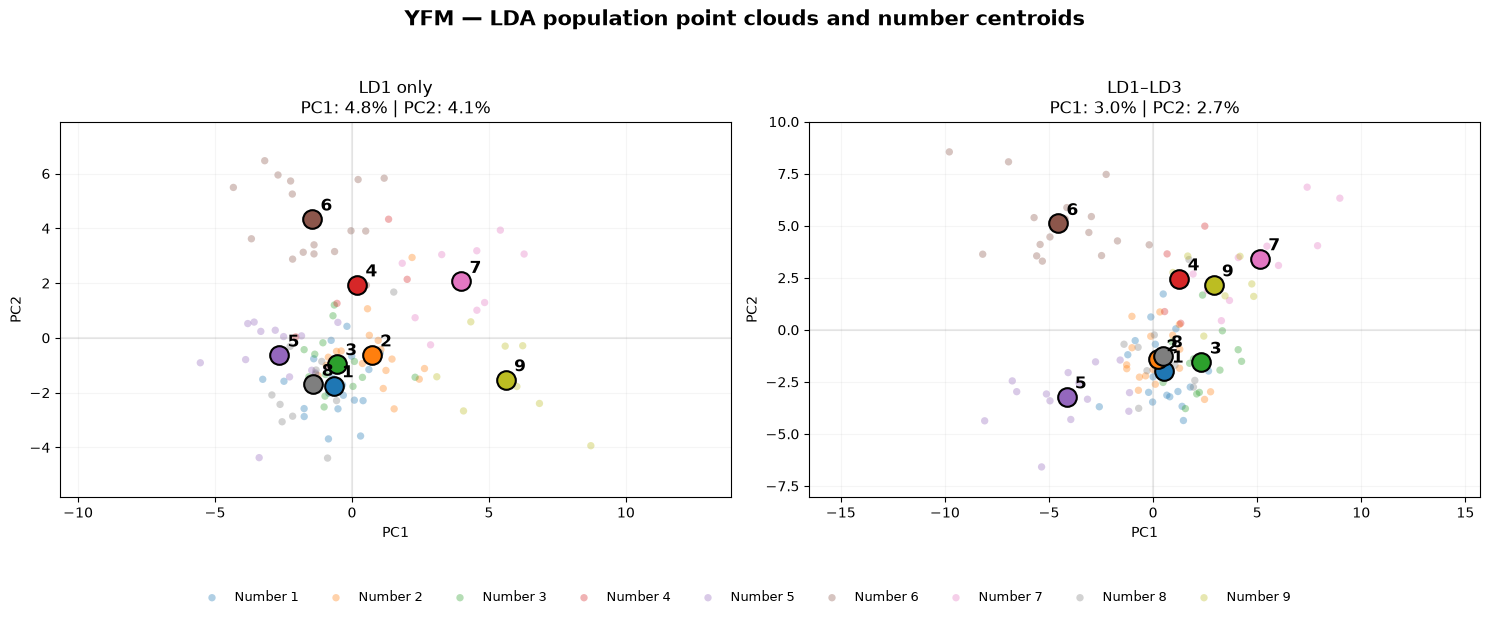 YFM — LDA population point clouds and number centroids
LD1 only
PC1: 4.8% | PC2: 4.1%
PC2
6
4
2
0
−2
−4
6
4
7
5
3
2
8
1
9
−10
−5
0
5
10
PC1
LD1–LD3
PC1: 3.0% | PC2: 2.7%
PC2
10.0
7.5
5.0
2.5
0.0
−2.5
−5.0
−7.5
6
7
4
9
2
8
1
3
5
−15
−10
−5
0
5
10
15
PC1
Number 1
Number 2
Number 3
Number 4
Number 5
Number 6
Number 7
Number 8
Number 9